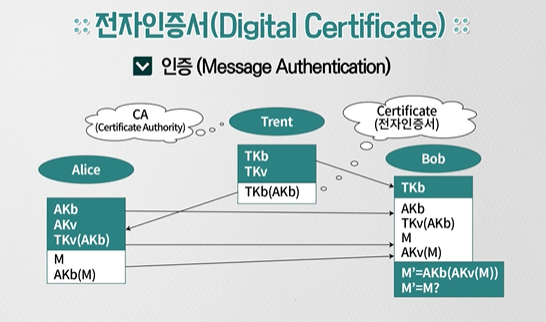 전자인증서(Digital Certificate)
인증 (Message Authentication)
CA
(Certificate Authority)
Trent
Certificate
(전자인증서)
Alice
TKb
TKv
TKb(AKb)
Bob
AKb
AKv
TKv(AKb)
M
AKb(M)
TKb
AKb
TKv(AKb)
M
AKv(M)
M'=AKb(AKv(M))
M'=M?